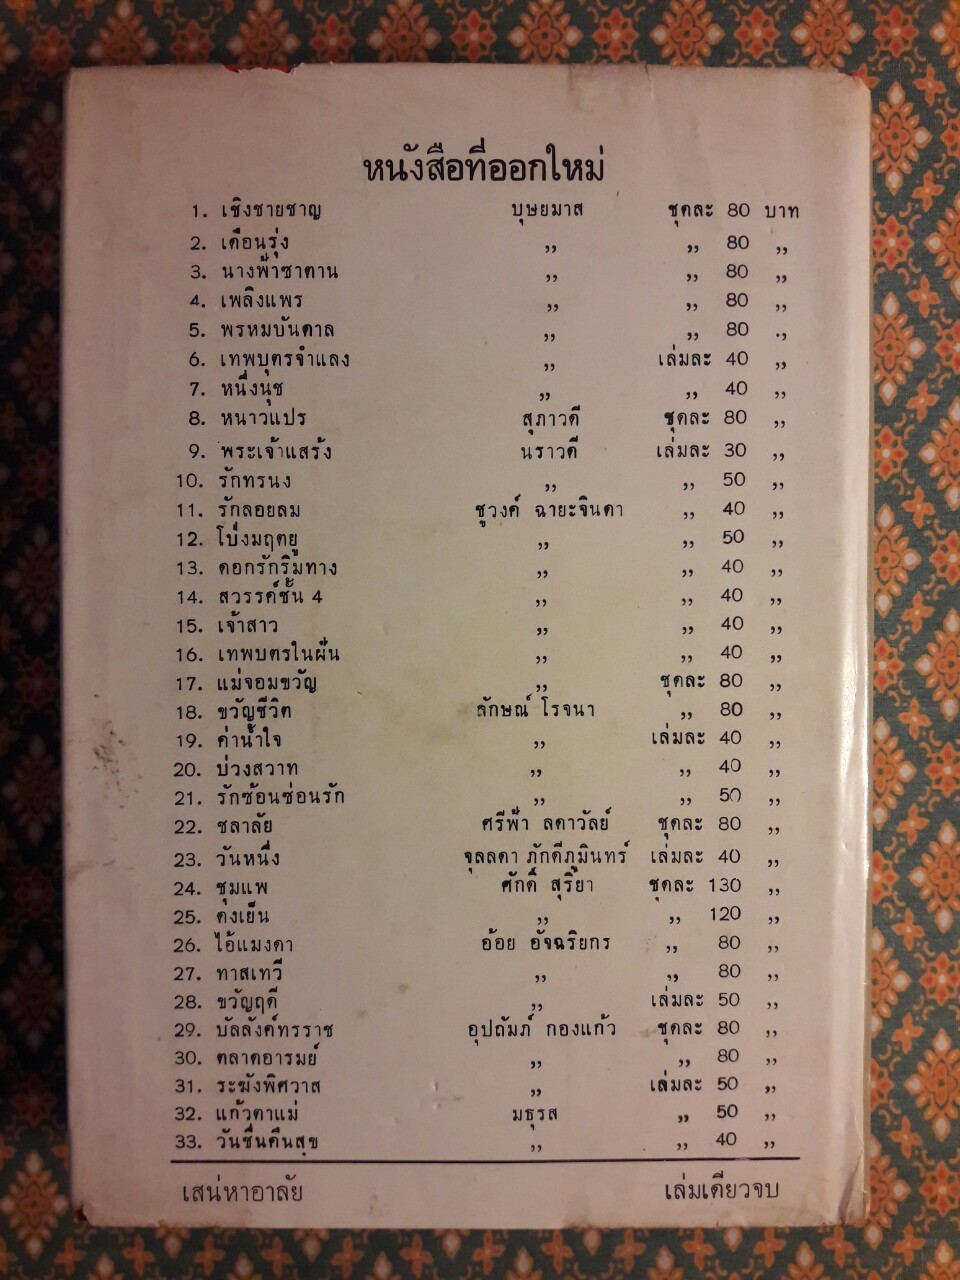 หนังสือที่ออกใหม่
1. เชิงชายชาญ บุษยมาส ชุดละ 80 บาท
2. เดือนรุ่ง ,, ,, 80 ,,
3. นางฟ้าซาตาน ,, ,, 80 ,,
4. เพลิงแพร ,, ,, 80 ,,
5. พรหมบันดาล ,, ,, 80 .,
6. เทพบุตรจำแลง ,, เล่มละ 40 ,,
7. หนึ่งนุช ,, ,, 40 ,,
8. หนาวแปร สุภาวดี ชุดละ 80 ,,
9. พระเจ้าแสร้ง นราวดี เล่มละ 30 ,,
10. รักทรนง ,, ,, 50 ,,
11. รักลอยลม ชูวงค์ ฉายะจินดา ,, 40 ,,
12. โป่งมฤตยู ,, ,, 50 ,,
13. ดอกรักริมทาง ,, ,, 40 ,,
14. สวรรค์ชั้น 4 ,, ,, 40 ,,
15. เจ้าสาว ,, ,, 40 ,,
16. เทพบุตรในฝัน ,, ,, 40 ,,
17. แม่จอมขวัญ ,, ชุดละ 80 ,,
18. ขวัญชีวิต ลักษณ์ โรจนา ,, 80 ,,
19. ค่าน้ำใจ ,, เล่มละ 40 ,,
20. บ่วงสวาท ,, ,, 40 ,,
21. รักซ้อนซ่อนรัก ,, ,, 50 ,,
22. ชลาลัย ศรีฟ้า ลดาวัลย์ ชุดละ 80 ,,
23. วันหนึ่ง จุลลดา ภักดีภูมินทร์ เล่มละ 40 ,,
24. ชุมแพ ศักดิ์ สุริยา ชุดละ 130 ,,
25. ดงเย็น ,, ,, 120 ,,
26. ไอ้แมงดา อ้อย อัจฉริยกร ,, 80 ,,
27. ทาสเทวี ,, ,, 80 ,,
28. ขวัญฤดี ,, เล่มละ 50 ,,
29. บัลลังค์ทรราช อุปถัมภ์ กองแก้ว ชุดละ 80 ,,
30. ตลาดอารมย์ ,, ,, 80 ,,
31. ระฆังพิศวาส ,, เล่มละ 50 ,,
32. แก้วตาแม่ มธุรส ,, 50 ,,
33. วันชื่นคืนสุข ,, ,, 40 ,,
เสน่หาอาลัย เล่มเดียวจบ